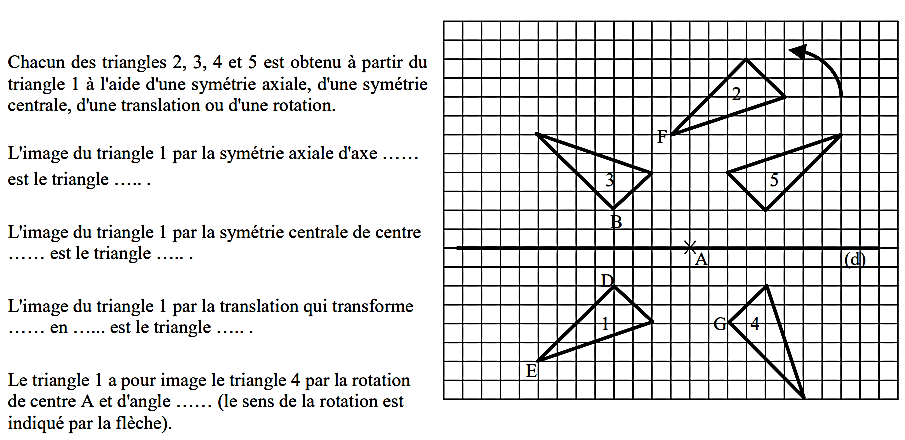 Chacun des triangles 2, 3, 4 et 5 est obtenu à partir du
triangle 1 à l'aide d'une symétrie axiale, d'une symétrie
centrale, d'une translation ou d'une rotation.
L'image du triangle 1 par la symétrie axiale d'axe ……
est le triangle ….. .
L'image du triangle 1 par la symétrie centrale de centre
…… est le triangle ….. .
L'image du triangle 1 par la translation qui transforme
…… en …... est le triangle ….. .
Le triangle 1 a pour image le triangle 4 par la rotation
de centre A et d'angle …… (le sens de la rotation est
indiqué par la flèche).
2
F
3
5
B
A
(d)
D
1
G
4
E